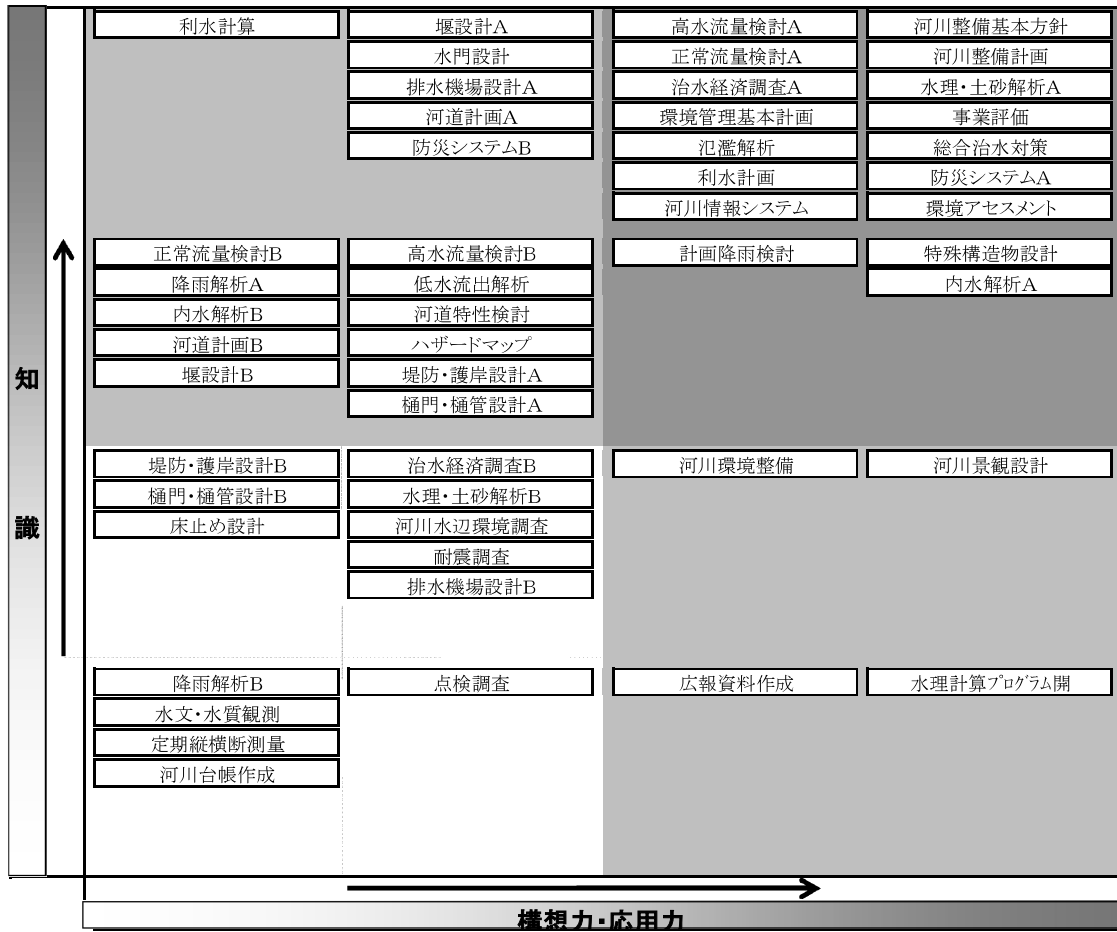 利水計算
堰設計A
水門設計
排水機場設計A
河道計画A
防災システムB
高水流量検討A
正常流量検討A
治水経済調査A
環境管理基本計画
氾濫解析
利水計画
河川情報システム
河川整備基本方針
河川整備計画
水理・土砂解析A
事業評価
総合治水対策
防災システムA
環境アセスメント
正常流量検討B
降雨解析A
内水解析B
河道計画B
堰設計B
高水流量検討B
低水流出解析
河道特性検討
ハザードマップ
堤防・護岸設計A
樋門・樋管設計A
計画降雨検討
特殊構造物設計
内水解析A
堤防・護岸設計B
樋門・樋管設計B
床止め設計
治水経済調査B
水理・土砂解析B
河川水辺環境調査
耐震調査
排水機場設計B
河川環境整備
河川景観設計
降雨解析B
水文・水質観測
定期縦横断測量
河川台帳作成
点検調査
広報資料作成
水理計算プログラム開
知識
構想力・応用力